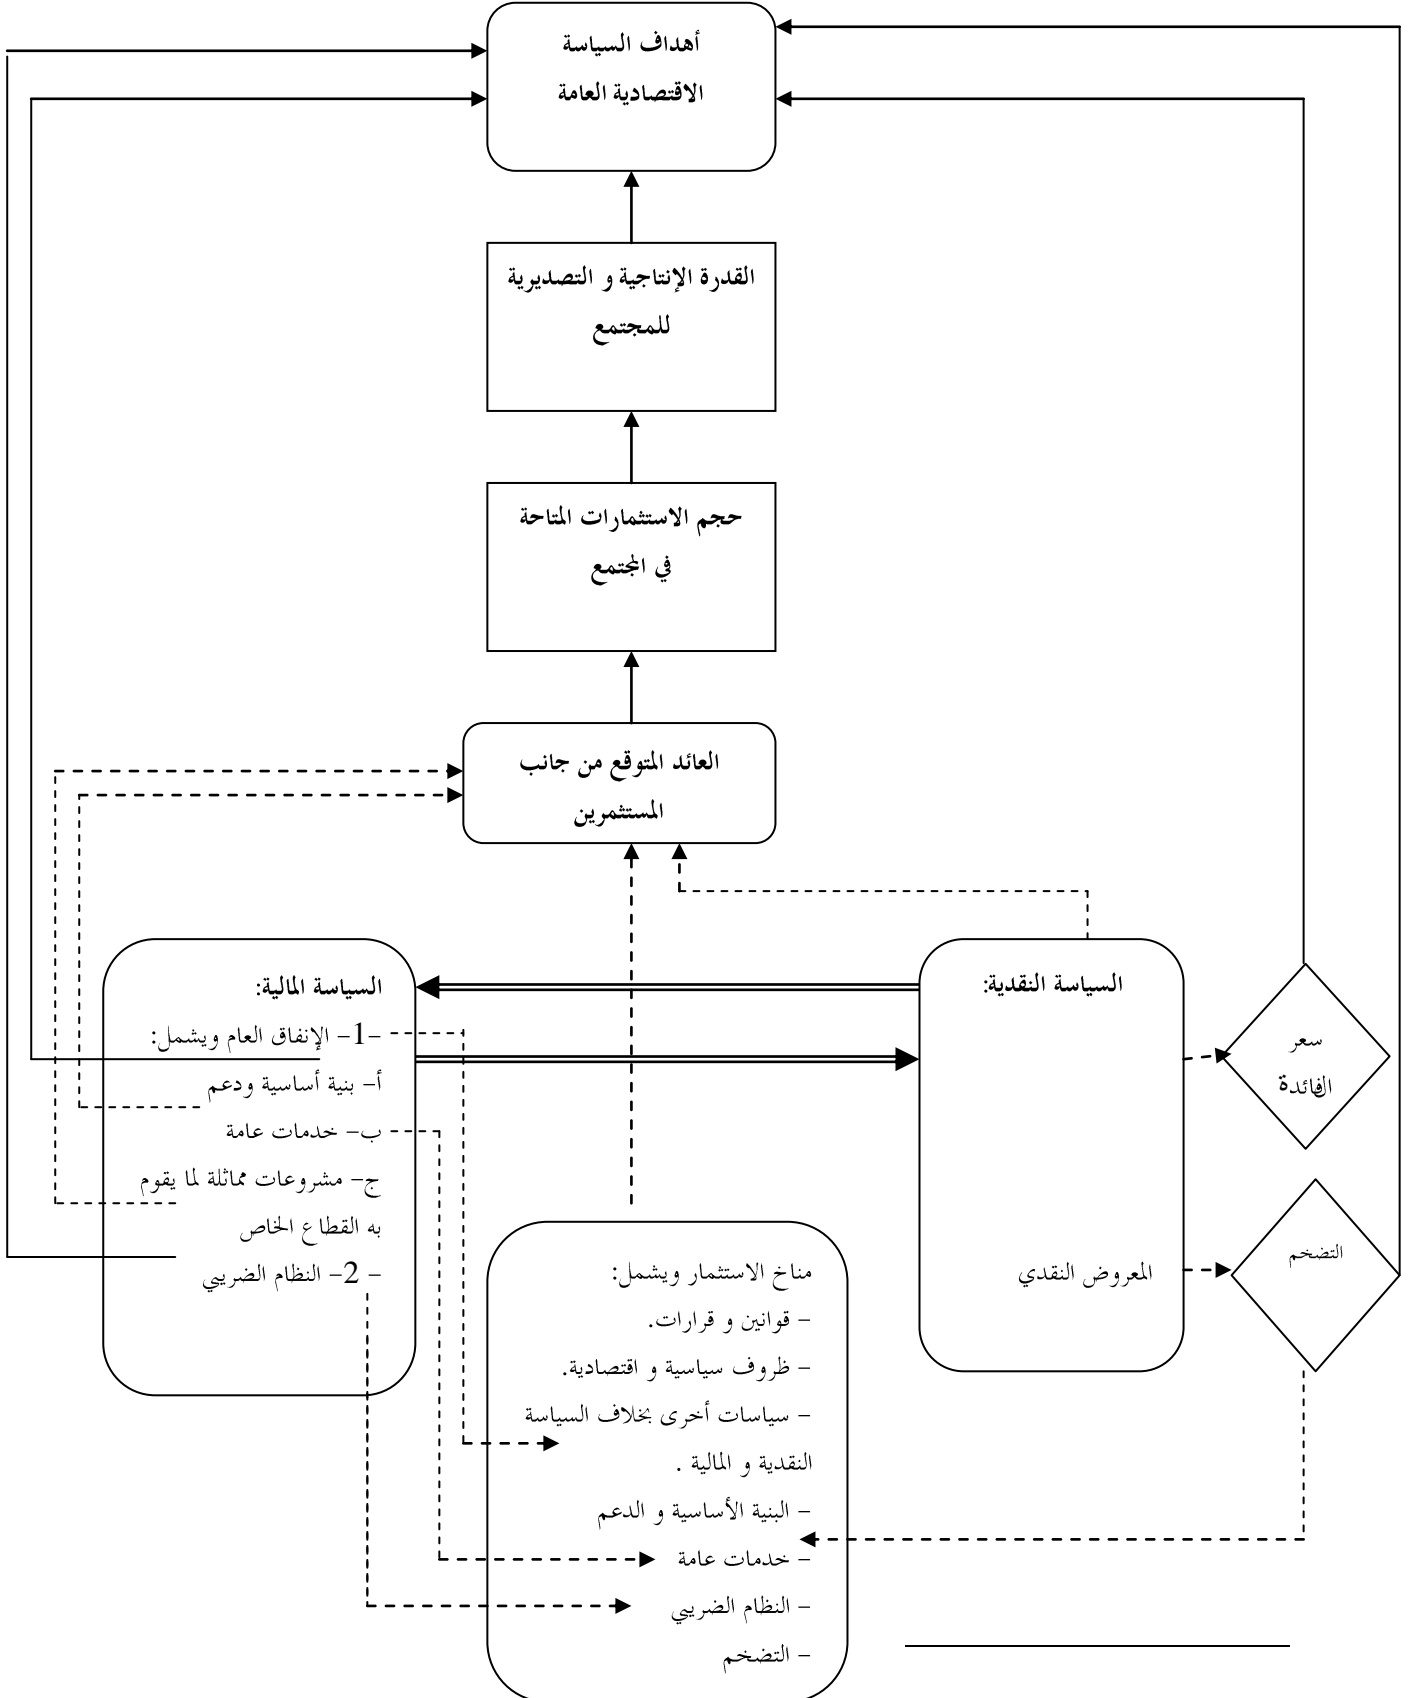 أهداف السياسة
الاقتصادية العامة
القدرة الإنتاجية و التصديرية
للمجتمع
حجم الاستثمارات المتاحة
في المجتمع
العائد المتوقع من جانب
المستثمرين
السياسة النقدية:
المعروض النقدي
سعر
الفائدة
التضخم
السياسة المالية:
-1- الإنفاق العام ويشمل:
أ- بنية أساسية ودعم
ب- خدمات عامة
ج- مشروعات مماثلة لما يقوم
به القطاع الخاص
- 2- النظام الضريبي
مناخ الاستثمار ويشمل:
- قوانين و قرارات.
- ظروف سياسية و اقتصادية.
- سياسات أخرى بخلاف السياسة
النقدية و المالية .
- البنية الأساسية و الدعم
- خدمات عامة
- النظام الضريبي
- التضخم